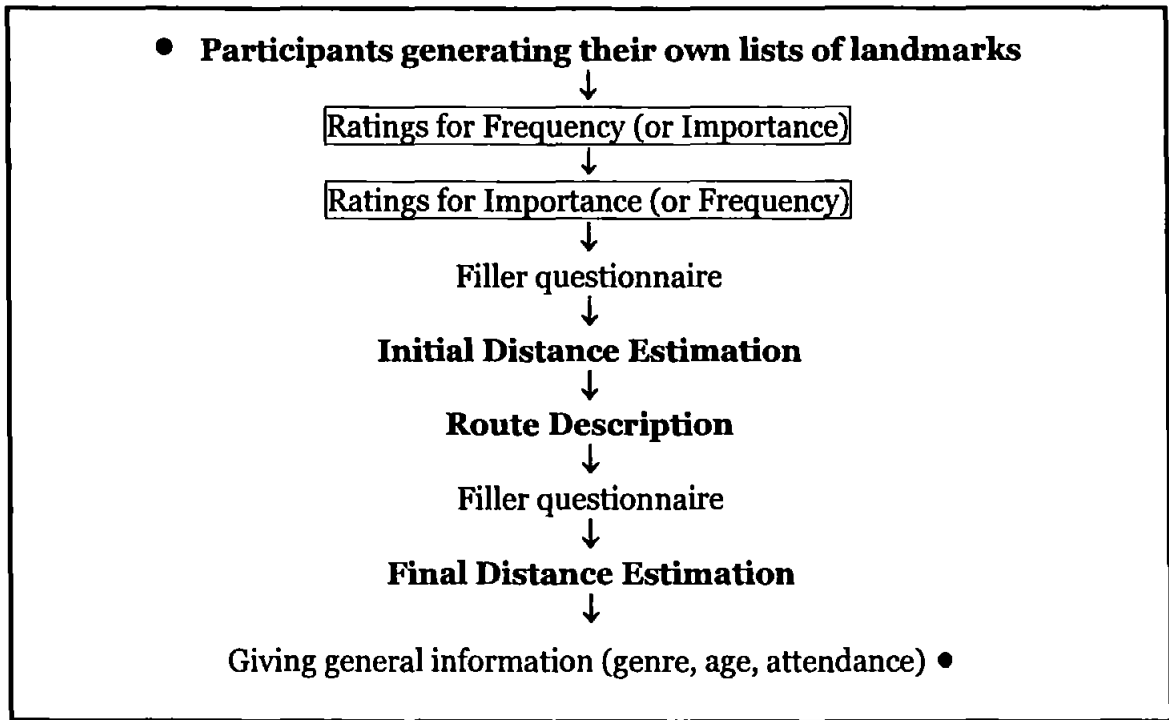 ● Participants generating their own lists of landmarks
↓
Ratings for Frequency (or Importance)
↓
Ratings for Importance (or Frequency)
↓
Filler questionnaire
↓
Initial Distance Estimation
↓
Route Description
↓
Filler questionnaire
↓
Final Distance Estimation
↓
Giving general information (genre, age, attendance) ●